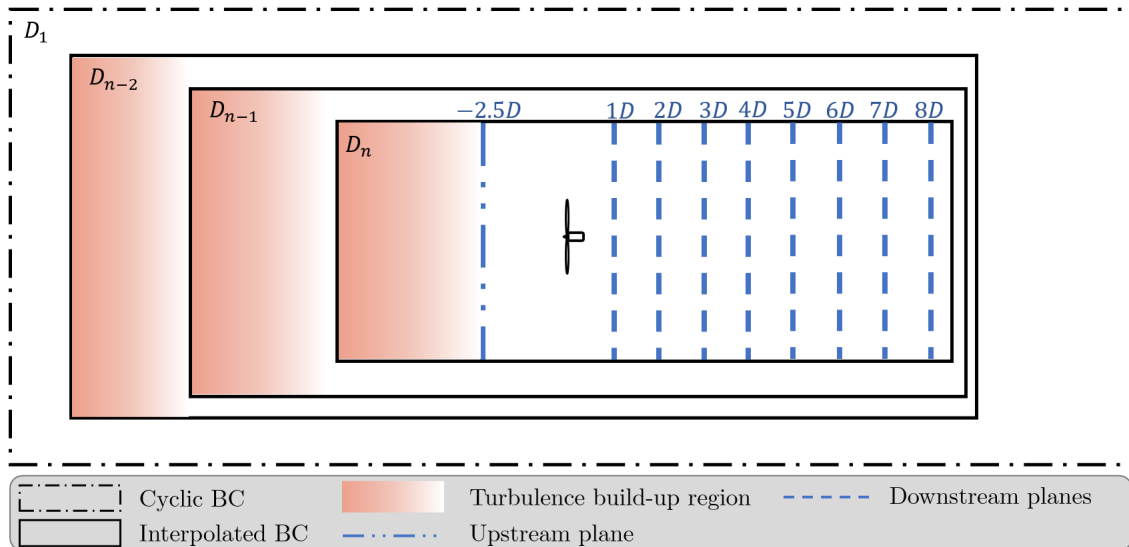 D₁
Dₙ₋₂
Dₙ₋₁
−2.5D 1D 2D 3D 4D 5D 6D 7D 8D
Dₙ
Cyclic BC Turbulence build-up region Downstream planes
Interpolated BC Upstream plane